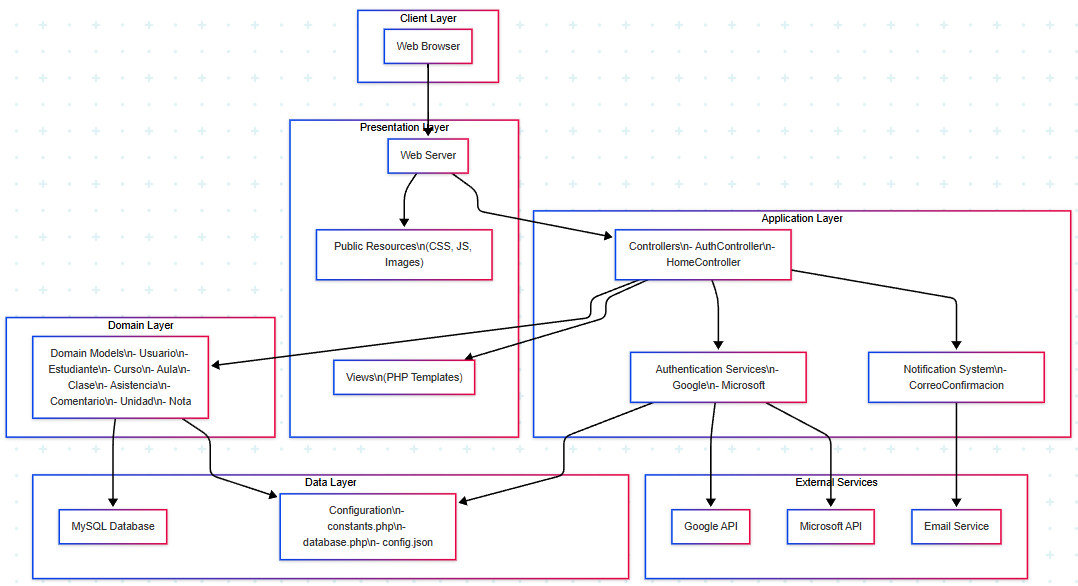 Client Layer
Web Browser
Presentation Layer
Web Server
Public Resources\n(CSS, JS,
Images)
Views\n(PHP Templates)
Application Layer
Controllers\n- AuthController\n-
HomeController
Authentication Services\n-
Google\n- Microsoft
Notification System\n-
CorreoConfirmacion
Domain Layer
Domain Models\n- Usuario\n-
Estudiante\n- Curso\n- Aula\n-
Clase\n- Asistencia\n-
Comentario\n- Unidad\n- Nota
Data Layer
MySQL Database
Configuration\n-
constants.php\n-
database.php\n- config.json
External Services
Google API
Microsoft API
Email Service